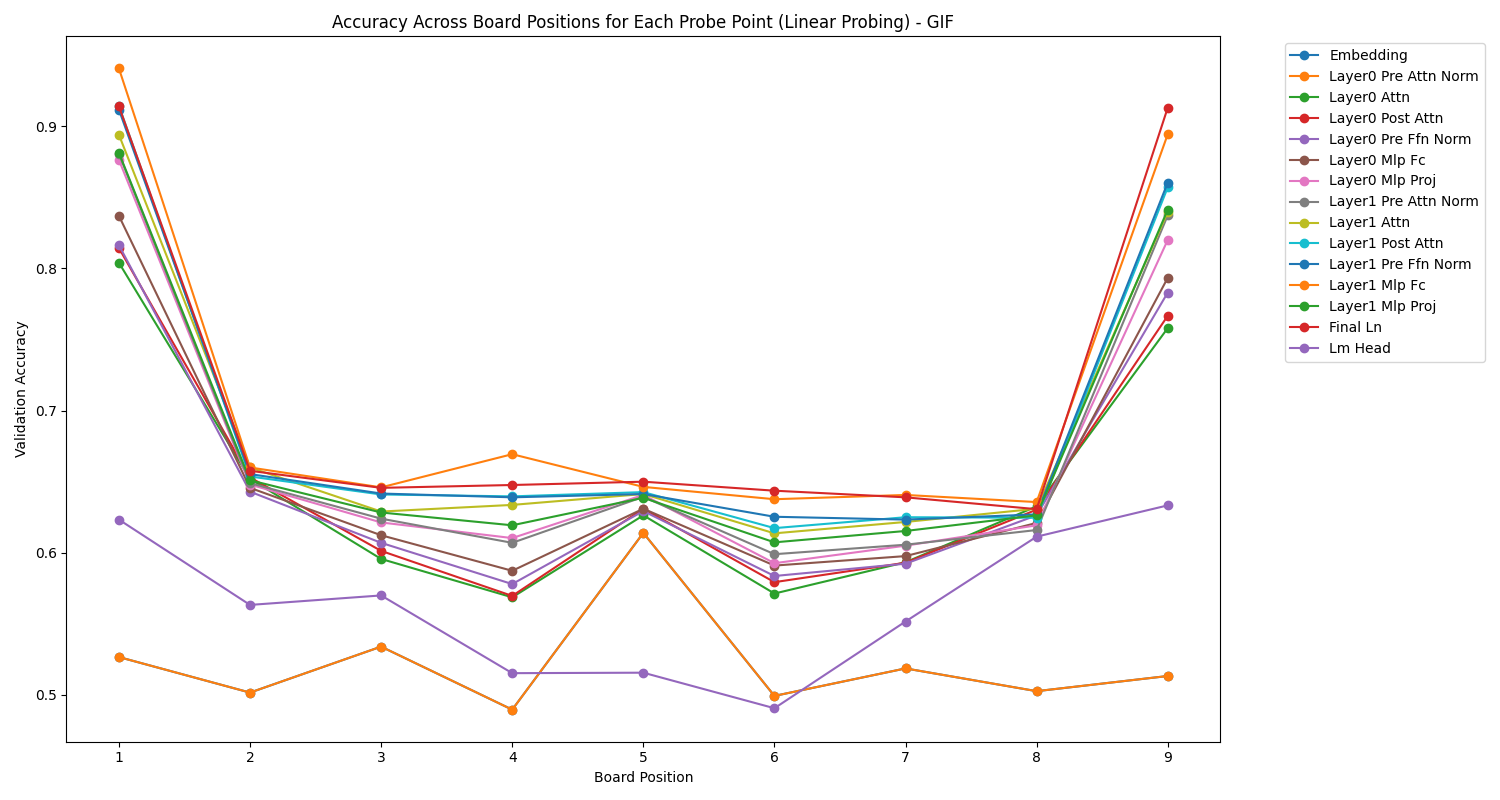 Accuracy Across Board Positions for Each Probe Point (Linear Probing) - GIF
Validation Accuracy
0.9
0.8
0.7
0.6
0.5
1 2 3 4 5 6 7 8 9
Board Position
Embedding
Layer0 Pre Attn Norm
Layer0 Attn
Layer0 Post Attn
Layer0 Pre Ffn Norm
Layer0 Mlp Fc
Layer0 Mlp Proj
Layer1 Pre Attn Norm
Layer1 Attn
Layer1 Post Attn
Layer1 Pre Ffn Norm
Layer1 Mlp Fc
Layer1 Mlp Proj
Final Ln
Lm Head